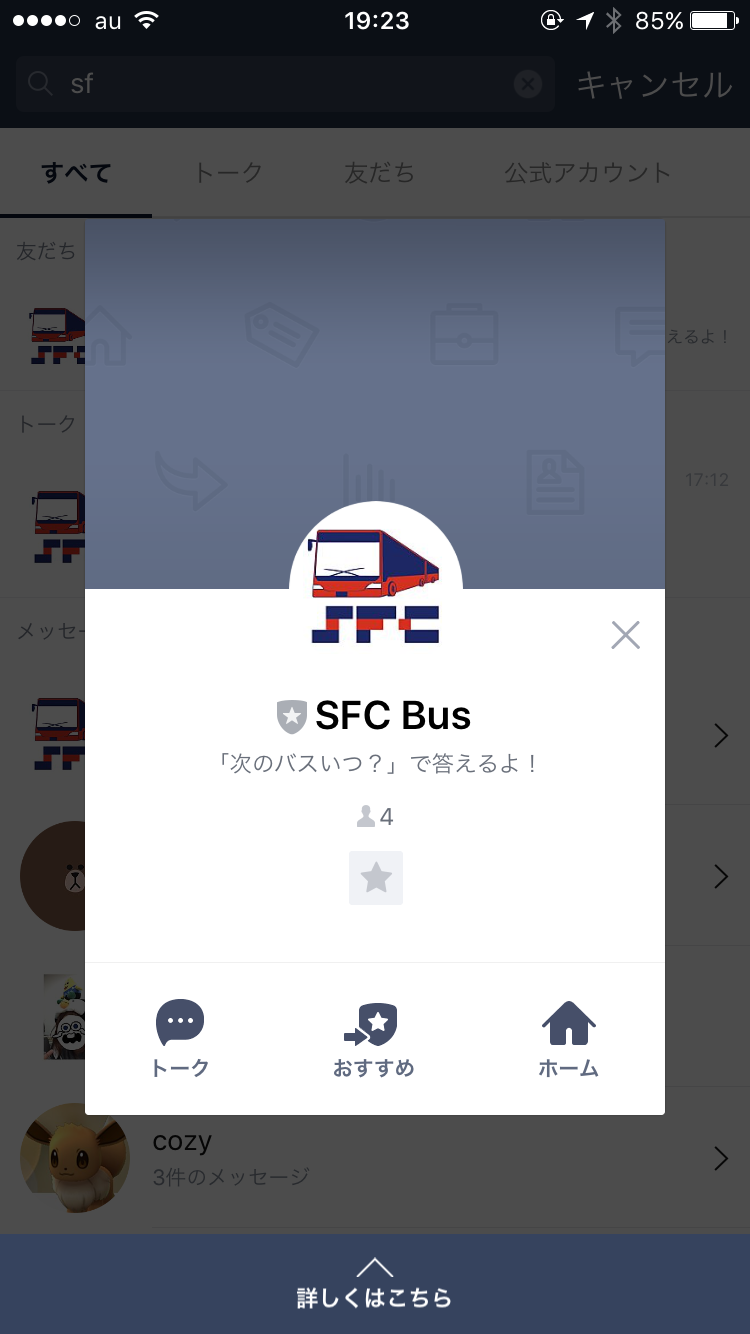 au 19:23 85%
sf キャンセル
すべて トーク 友だち 公式アカウント
友だち
SFC えるよ！
トーク
17:12
SFC
メッセー
SFC
SFC
SFC Bus
「次のバスいつ？」で答えるよ！
4
トーク おすすめ ホーム
cozy
3件のメッセージ
詳しくはこちら